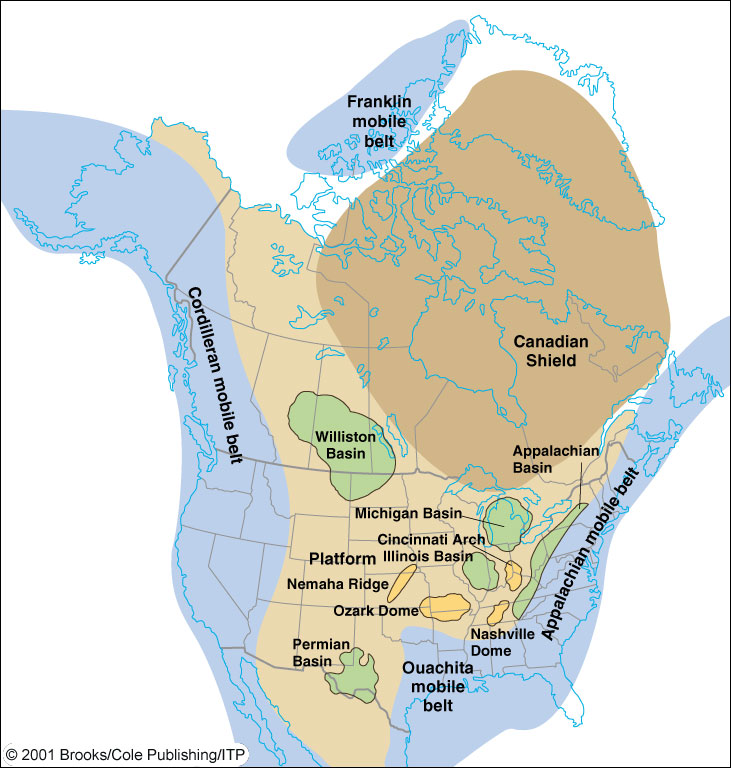 Franklin
mobile
belt
Cordilleran mobile belt
Canadian
Shield
Williston
Basin
Appalachian
Basin
Michigan Basin
Cincinnati Arch
Platform
Illinois Basin
Nemaha Ridge
Ozark Dome
Appalachian mobile belt
Nashville
Dome
Permian
Basin
Ouachita
mobile
belt
© 2001 Brooks/Cole Publishing/ITP